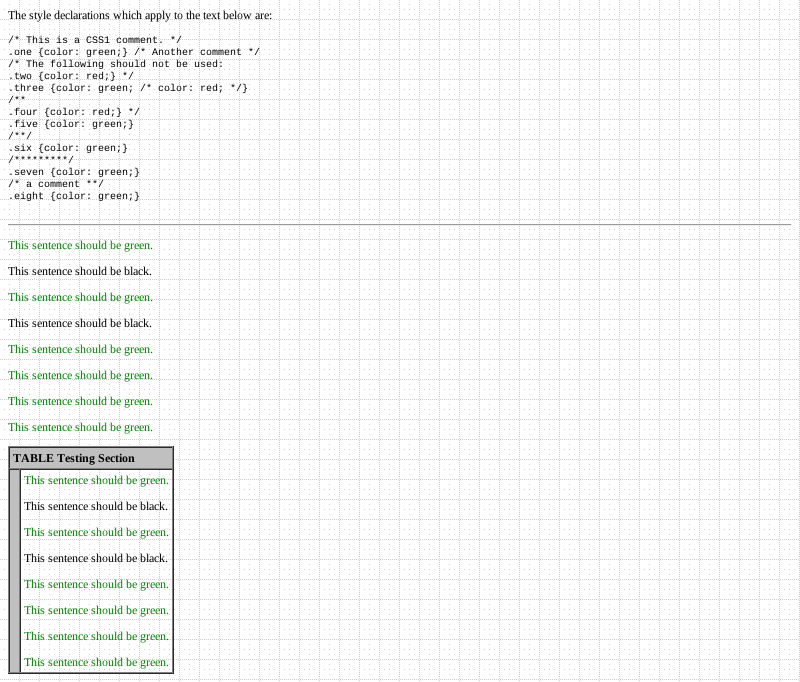 The style declarations which apply to the text below are:
/* This is a CSS1 comment. */
.one {color: green;} /* Another comment */
/* The following should not be used:
.two {color: red;} */
.three {color: green; /* color: red; */}
/**
.four {color: red;} */
.five {color: green;}
/**/
.six {color: green;}
/*********/
.seven {color: green;}
/* a comment **/
.eight {color: green;}
This sentence should be green.
This sentence should be black.
This sentence should be green.
This sentence should be black.
This sentence should be green.
This sentence should be green.
This sentence should be green.
This sentence should be green.
TABLE Testing Section
This sentence should be green.
This sentence should be black.
This sentence should be green.
This sentence should be black.
This sentence should be green.
This sentence should be green.
This sentence should be green.
This sentence should be green.